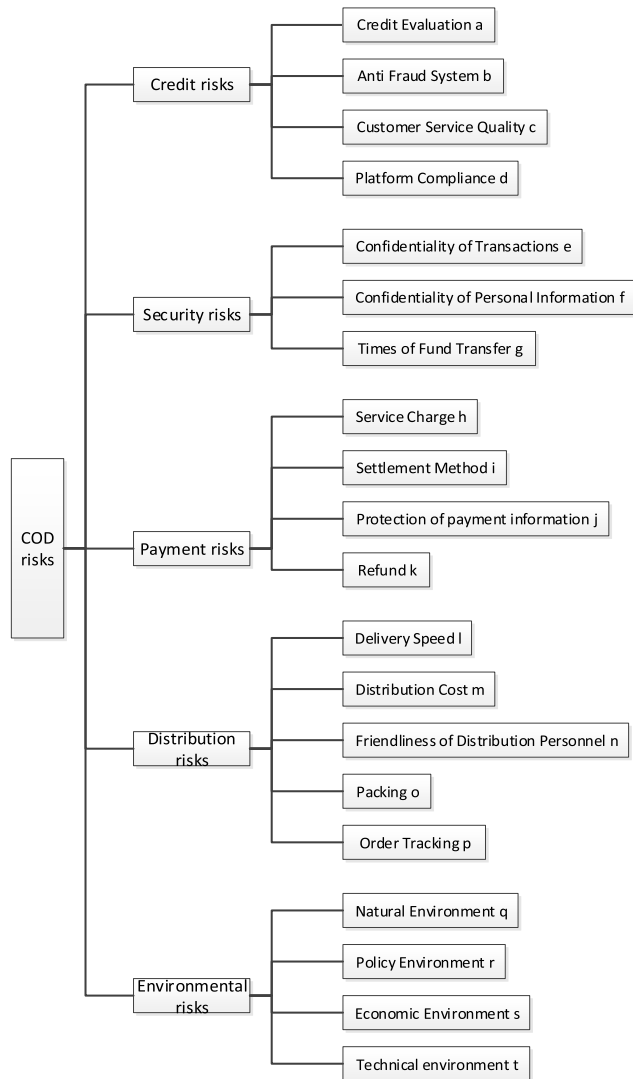 Credit Evaluation a
Anti Fraud System b
Credit risks
Customer Service Quality c
Platform Compliance d
Confidentiality of Transactions e
Confidentiality of Personal Information f
Security risks
Times of Fund Transfer g
Service Charge h
Settlement Method i
Protection of payment information j
COD
risks
Payment risks
Refund k
Delivery Speed l
Distribution Cost m
Friendliness of Distribution Personnel n
Distribution
risks
Packing o
Order Tracking p
Natural Environment q
Policy Environment r
Environmental
risks
Economic Environment s
Technical environment t